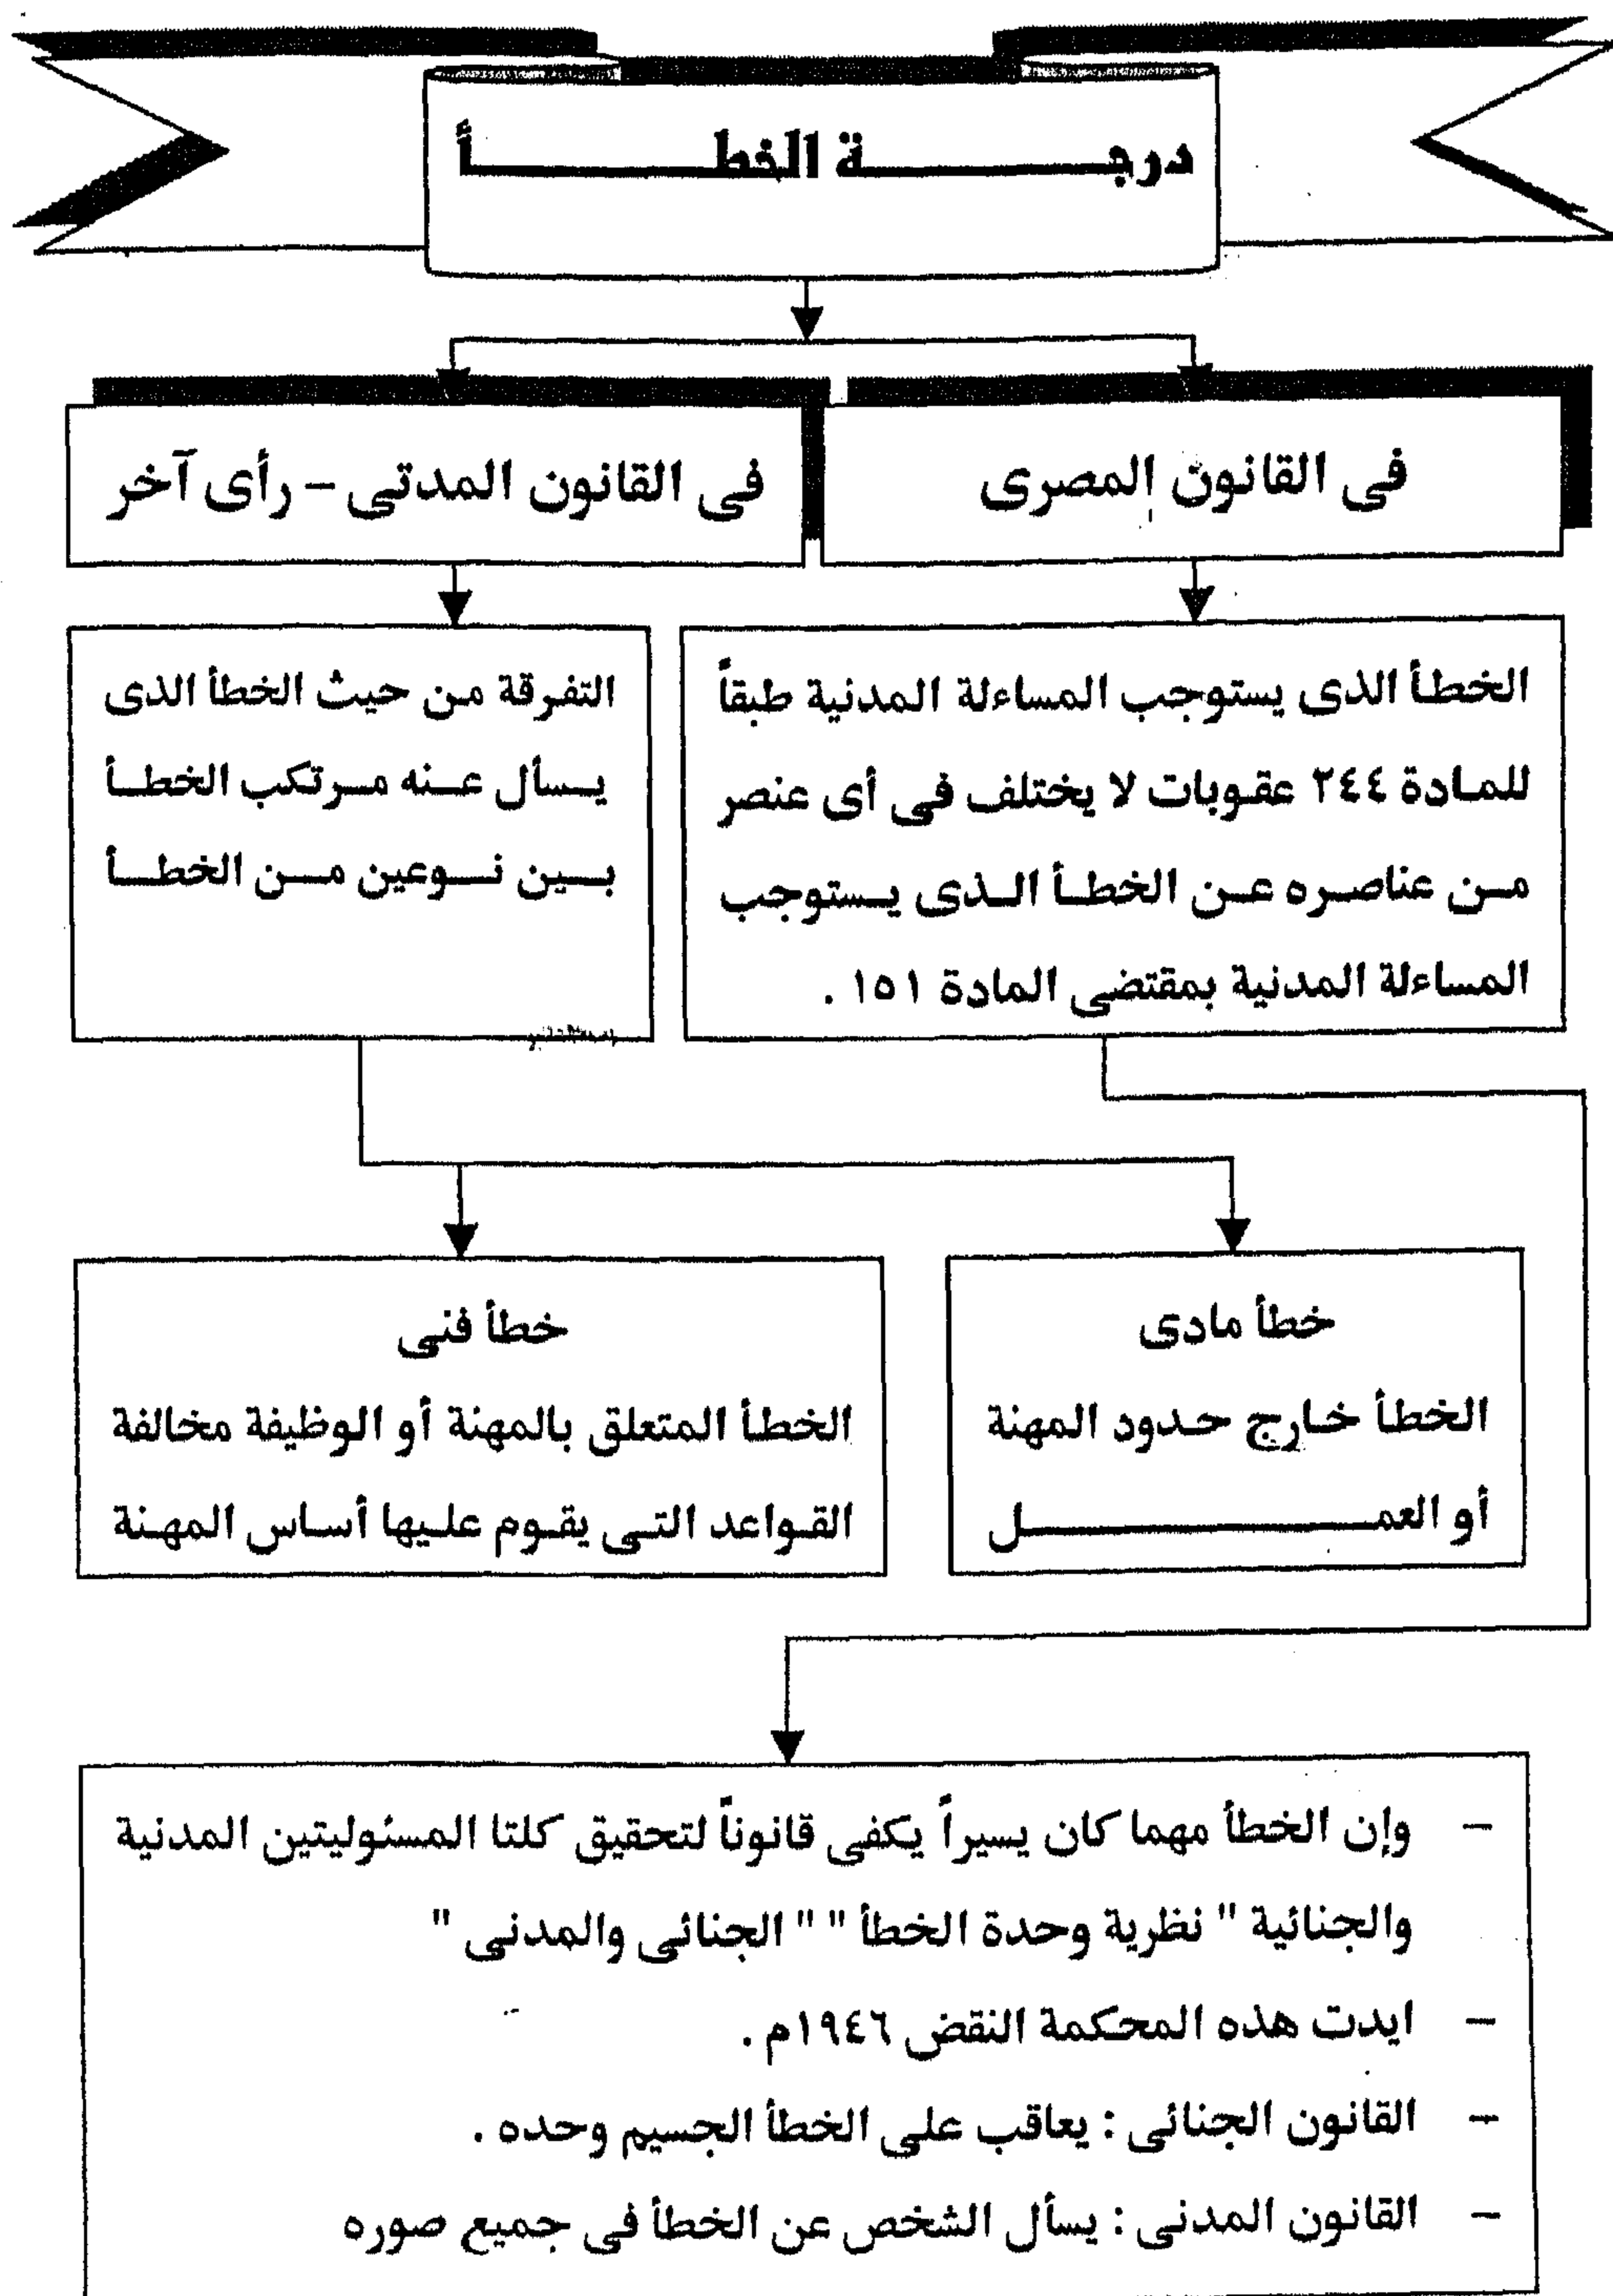 درجة الخطأ
فى القانون المصرى
فى القانون المدتى – رأى آخر
الخطأ الذى يستوجب المساءلة المدنية طبقاً
للمادة ٢٤٤ عقوبات لا يختلف فى أى عنصر
من عناصره عن الخطأ الذى يستوجب
المساءلة المدنية بمقتضى المادة ١٥١ .
التفرقة من حيث الخطأ الذى
يسأل عنه مرتكب الخطأ
بين نوعين من الخطأ
خطأ مادى
الخطأ خارج حدود المهنة
أو العمل
خطأ فنى
الخطأ المتعلق بالمهنة أو الوظيفة مخالفة
القواعد التى يقوم عليها أساس المهنة
– وإن الخطأ مهما كان يسيراً يكفى قانوناً لتحقيق كلتا المسئوليتين المدنية
والجنائية " نظرية وحدة الخطأ " " الجنائى والمدنى "
– ايدت هذه المحكمة النقض ١٩٤٦م .
– القانون الجنائى : يعاقب على الخطأ الجسيم وحده .
– القانون المدنى : يسأل الشخص عن الخطأ فى جميع صوره